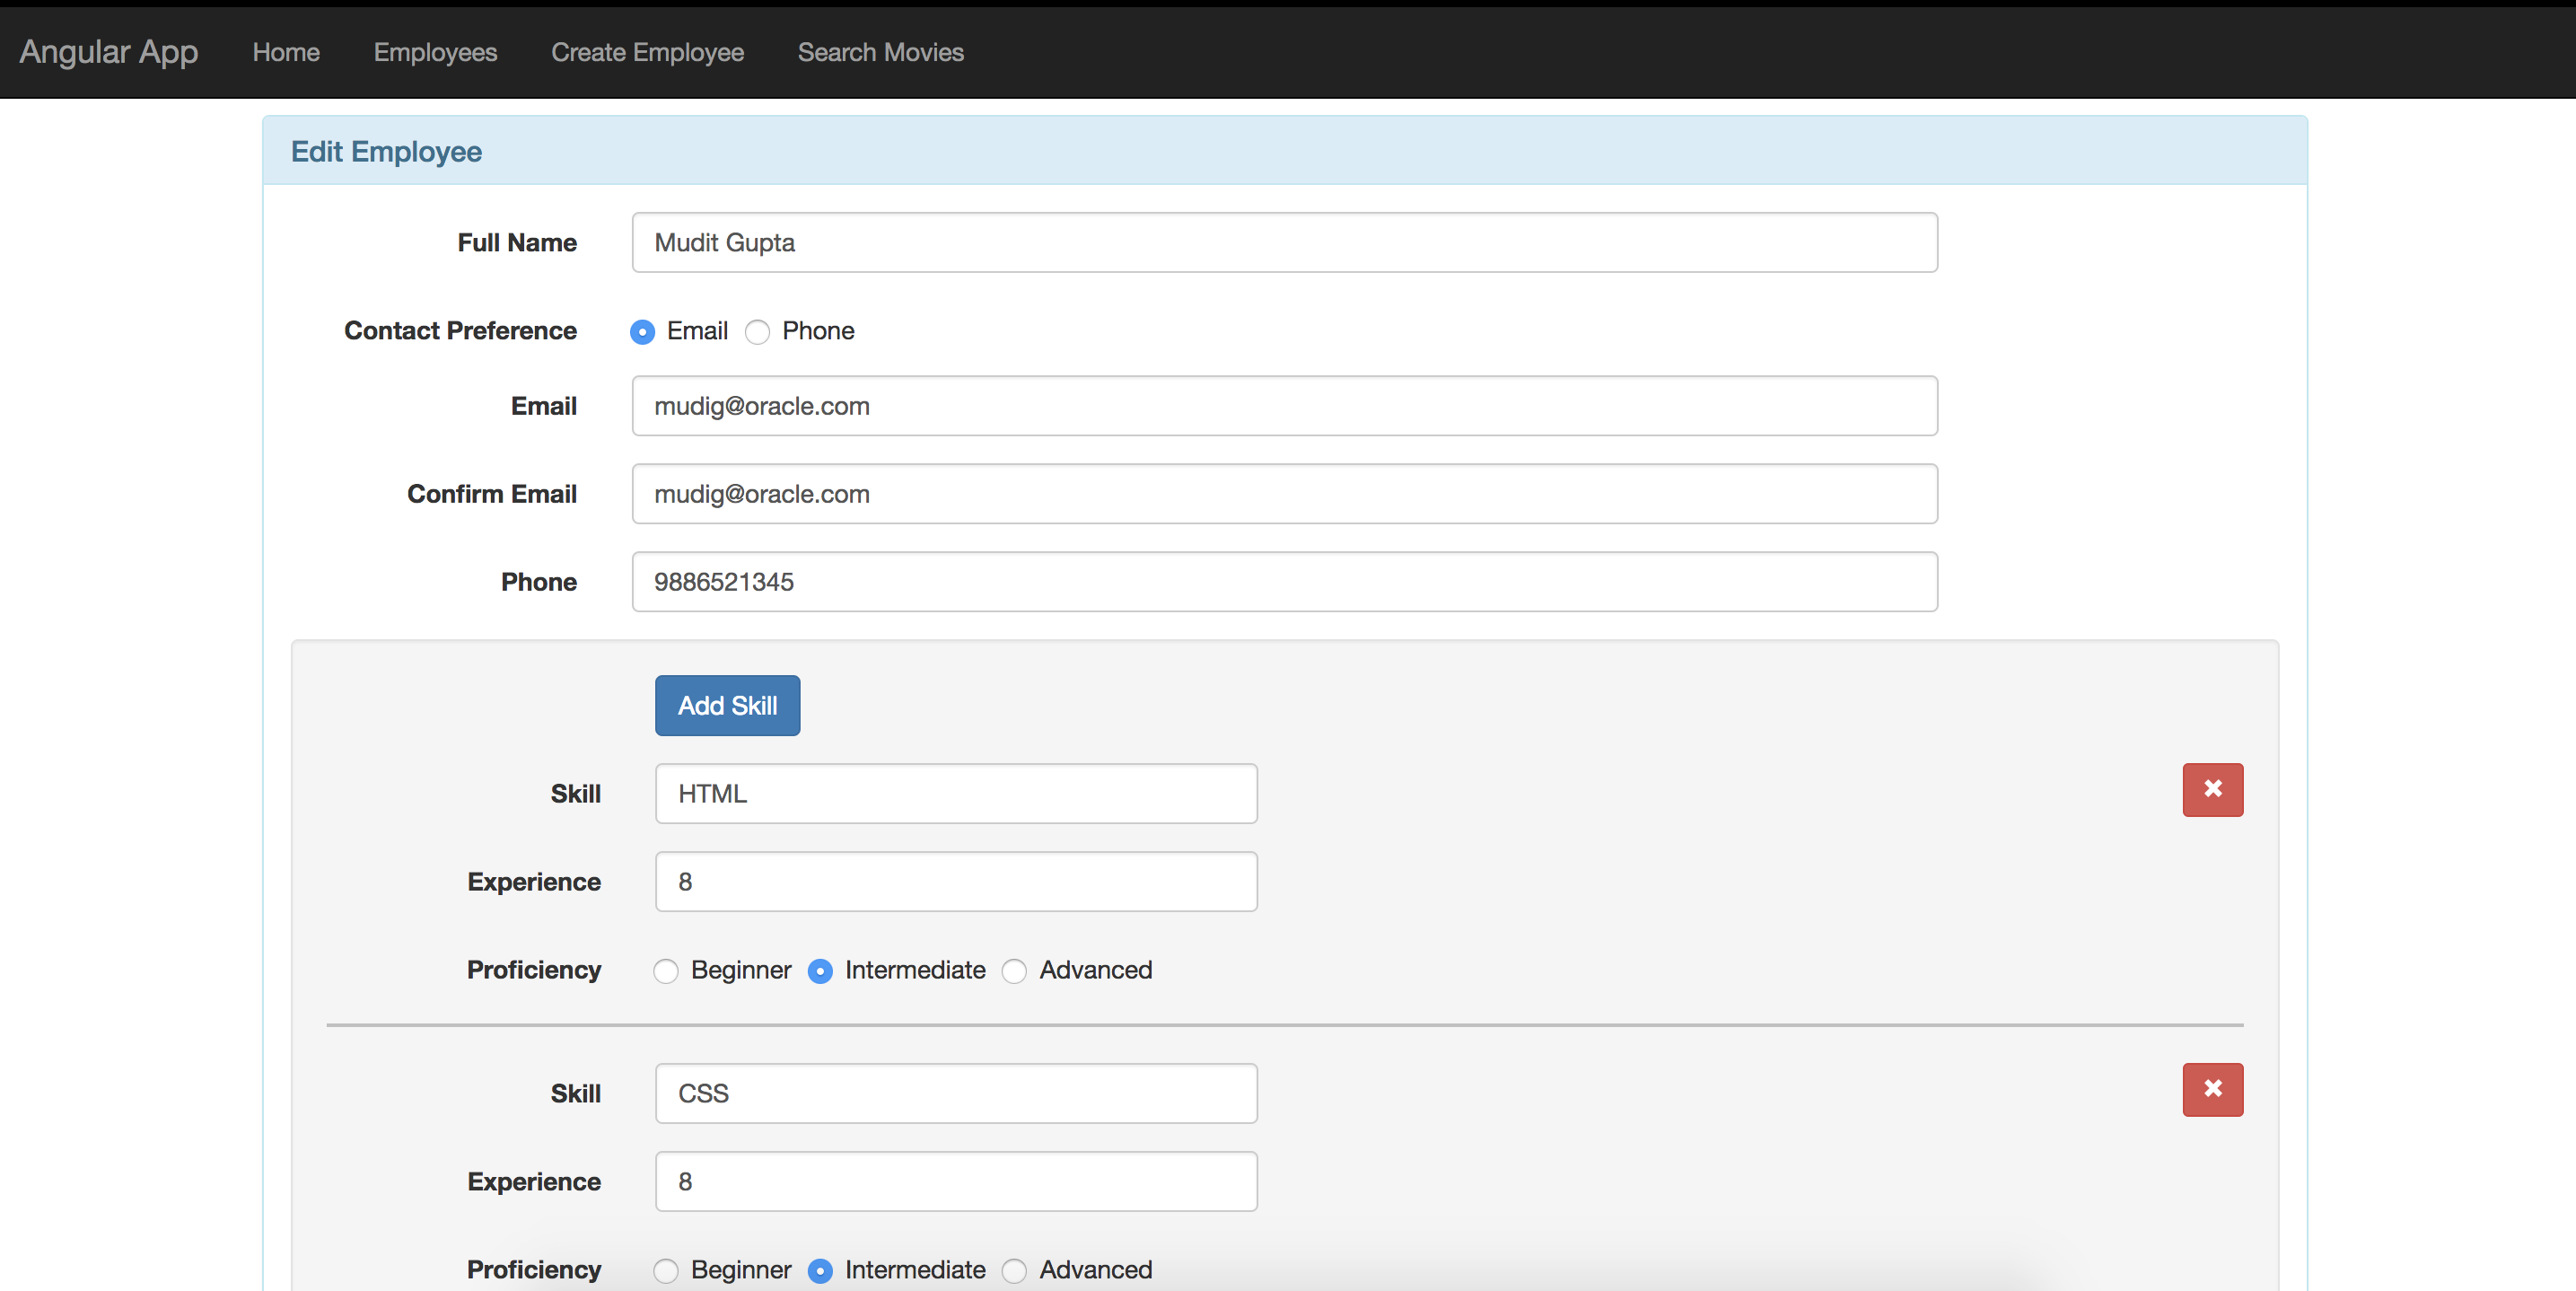 Angular App Home Employees Create Employee Search Movies
Edit Employee
Full Name Mudit Gupta
Contact Preference Email Phone
Email mudig@oracle.com
Confirm Email mudig@oracle.com
Phone 9886521345
Add Skill
Skill HTML
Experience 8
Proficiency Beginner Intermediate Advanced
Skill CSS
Experience 8
Proficiency Beginner Intermediate Advanced